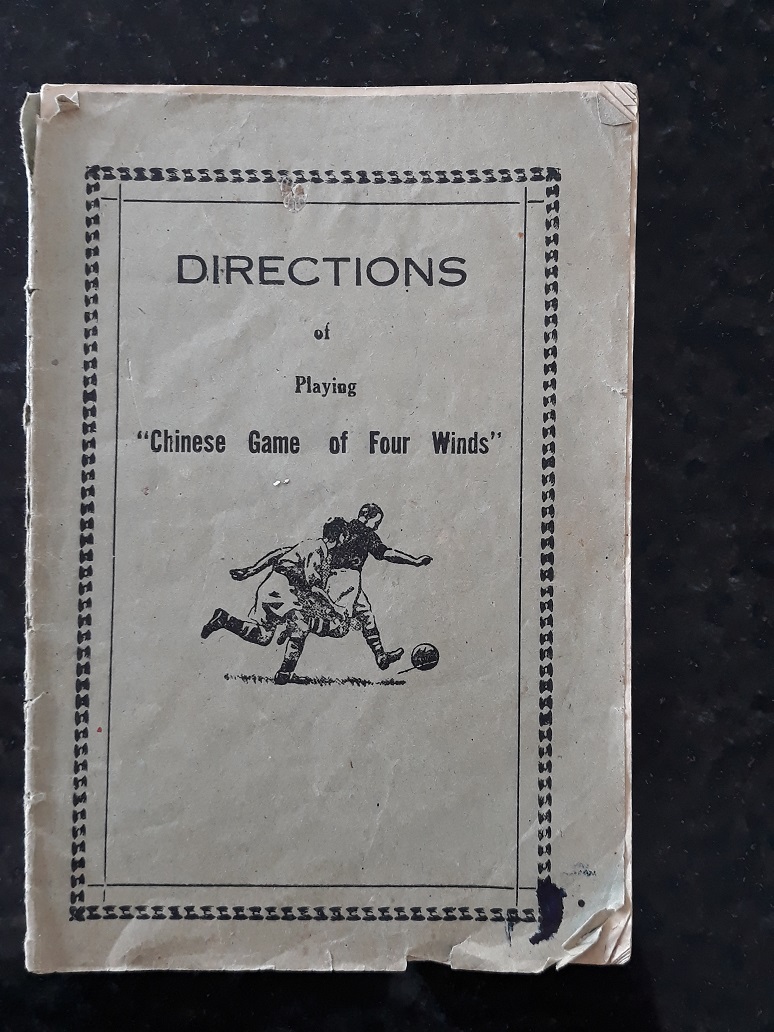 DIRECTIONS
of
Playing
"Chinese Game of Four Winds"